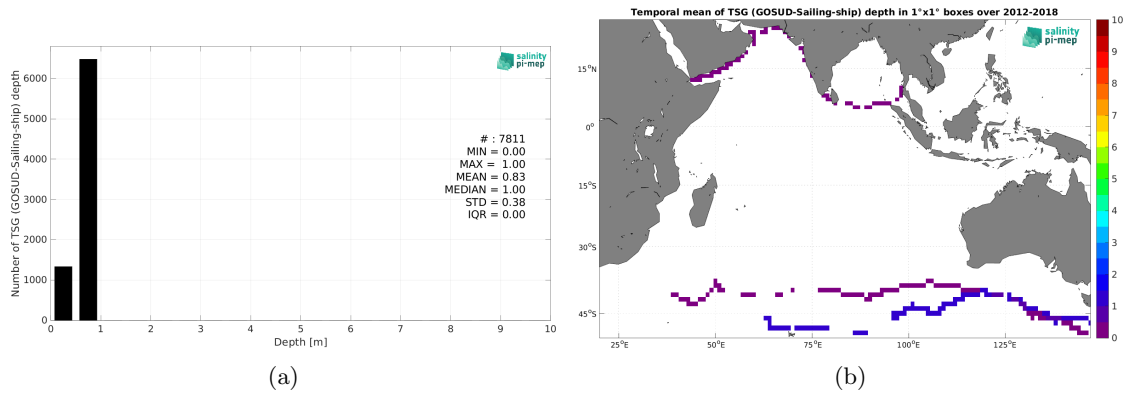 salinity
pi-mep
Number of TSG (GOSUD-Sailing-ship) depth
6000
5000
4000
3000
2000
1000
0
# : 7811
MIN = 0.00
MAX = 1.00
MEAN = 0.83
MEDIAN = 1.00
STD = 0.38
IQR = 0.00
0 1 2 3 4 5 6 7 8 9 10
Depth [m]
(a)
Temporal mean of TSG (GOSUD-Sailing-ship) depth in 1°x1° boxes over 2012-2018
salinity
pi-mep
15°N
0°
15°S
30°S
45°S
25°E 50°E 75°E 100°E 125°E
10
9
8
7
6
5
4
3
2
1
0
(b)